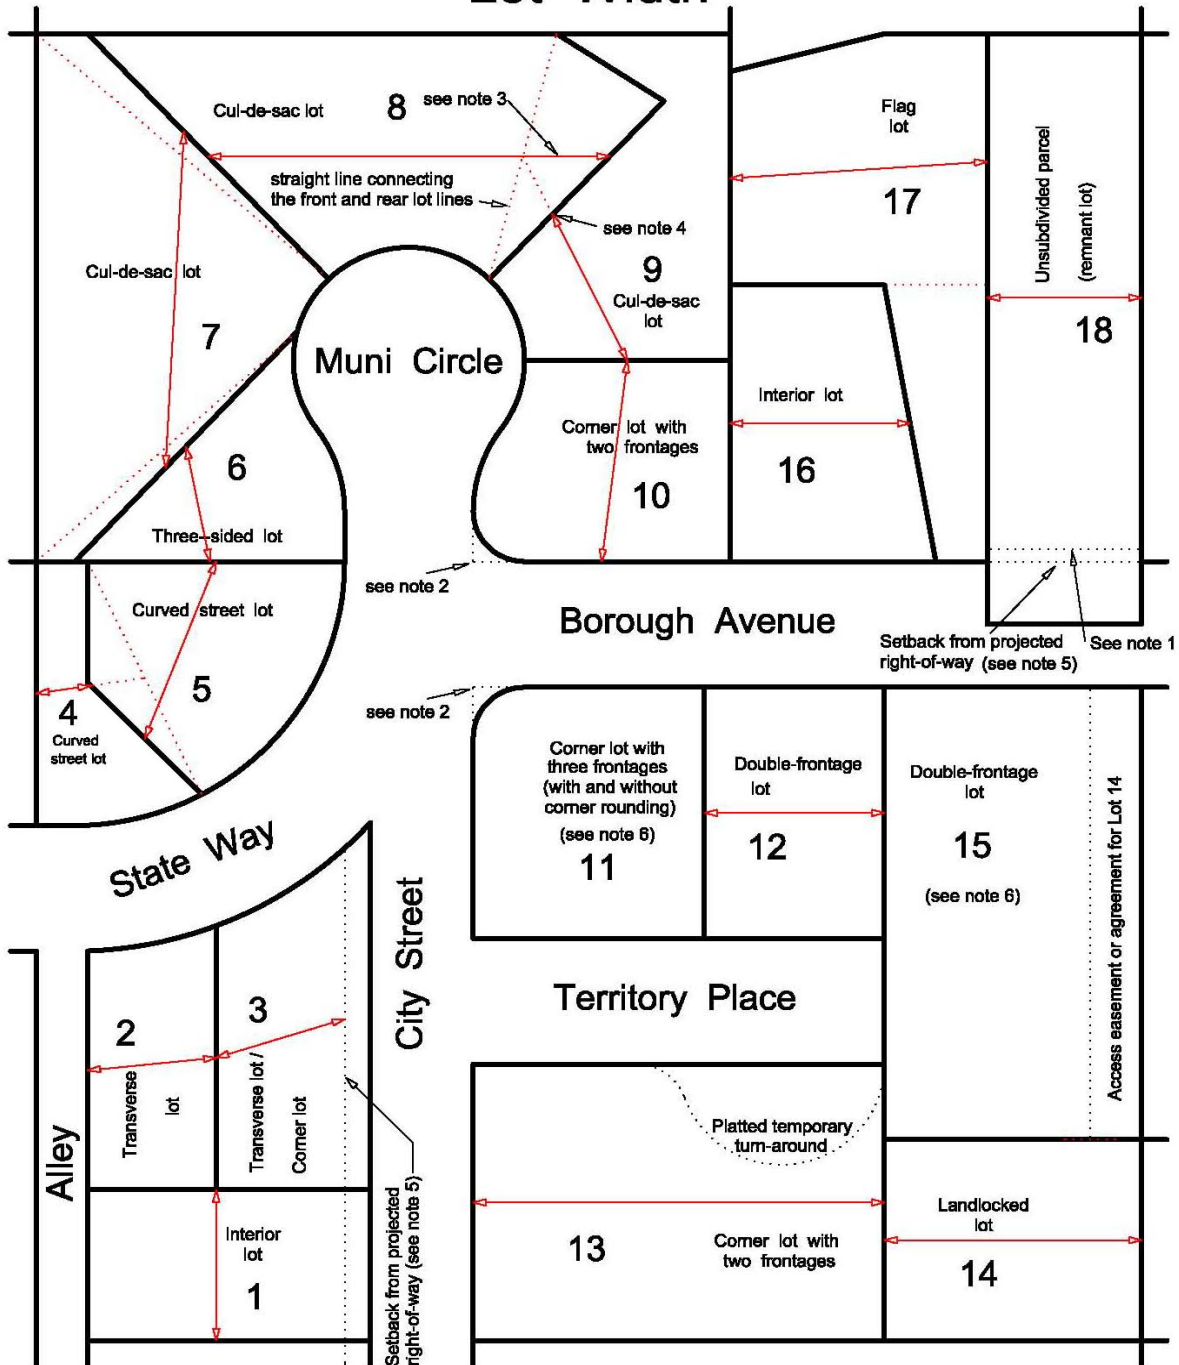 Lot Width
Cul-de-sac lot
8
see note 3
straight line connecting
the front and rear lot lines
see note 4
9
Cul-de-sac
lot
Cul-de-sac lot
7
Muni Circle
6
Three-sided lot
Corner lot with
two frontages
10
see note 2
Flag
lot
17
Unsubdivided parcel
(remnant lot)
18
Interior lot
16
Borough Avenue
Setback from projected
right-of-way (see note 5)
See note 1
Curved street lot
5
4
Curved
street lot
see note 2
Corner lot with
three frontages
(with and without
corner rounding)
(see note 6)
11
Double-frontage
lot
12
Double-frontage
lot
15
(see note 6)
Access easement or agreement for Lot 14
State Way
City Street
Territory Place
2
Transverse
lot
3
Transverse lot /
Corner lot
Alley
Setback from projected
right-of-way (see note 5)
Interior
lot
1
Platted temporary
turn-around
13
Corner lot with
two frontages
Landlocked
lot
14